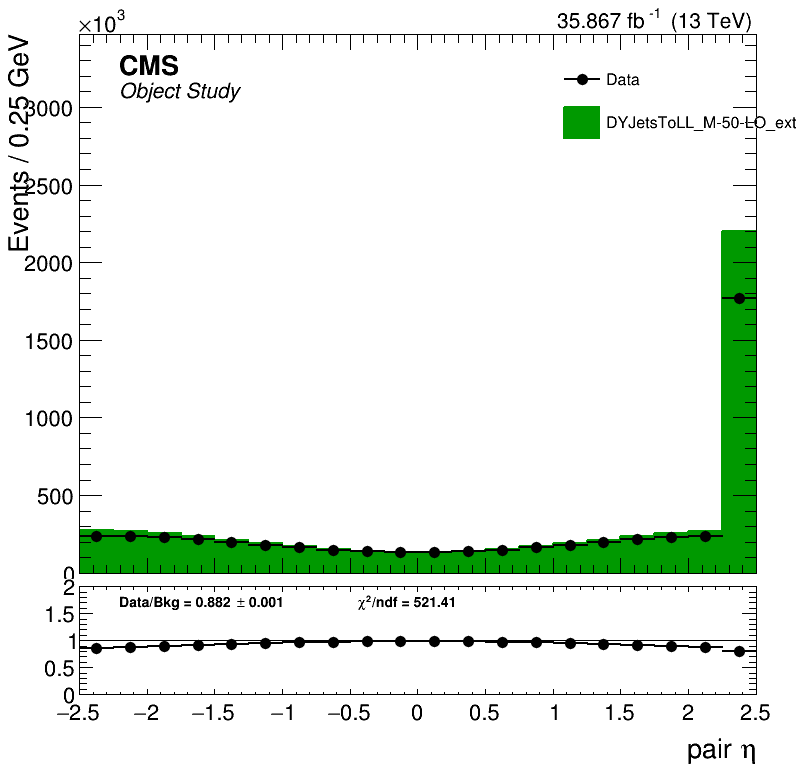 ×10³
35.867 fb⁻¹ (13 TeV)
CMS
Object Study
Data
DYJetsToLL_M-50-LO_ext
Events / 0.25 GeV
3000
2500
2000
1500
1000
500
0
2
1.5
1
0.5
0
Data/Bkg = 0.882 ± 0.001
χ²/ndf = 521.41
−2.5 −2 −1.5 −1 −0.5 0 0.5 1 1.5 2 2.5
pair η